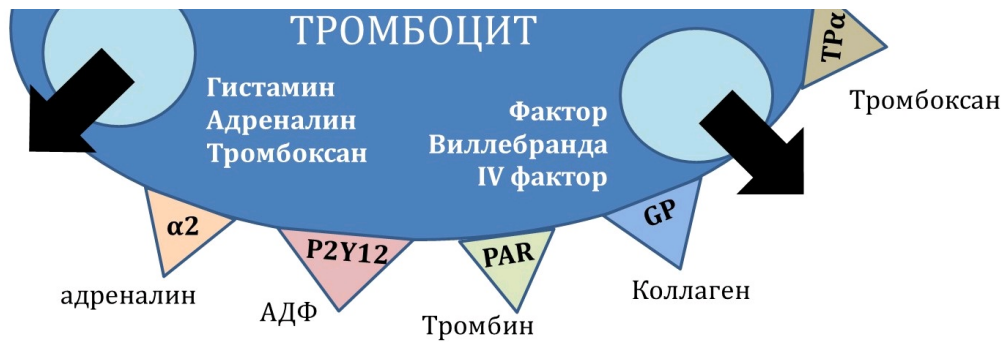 ТРОМБОЦИТ
TPα
Гистамин
Адреналин
Тромбоксан
Фактор
Виллебранда
IV фактор
Тромбоксан
α2
P2Y12
PAR
GP
адреналин
АДФ
Тромбин
Коллаген